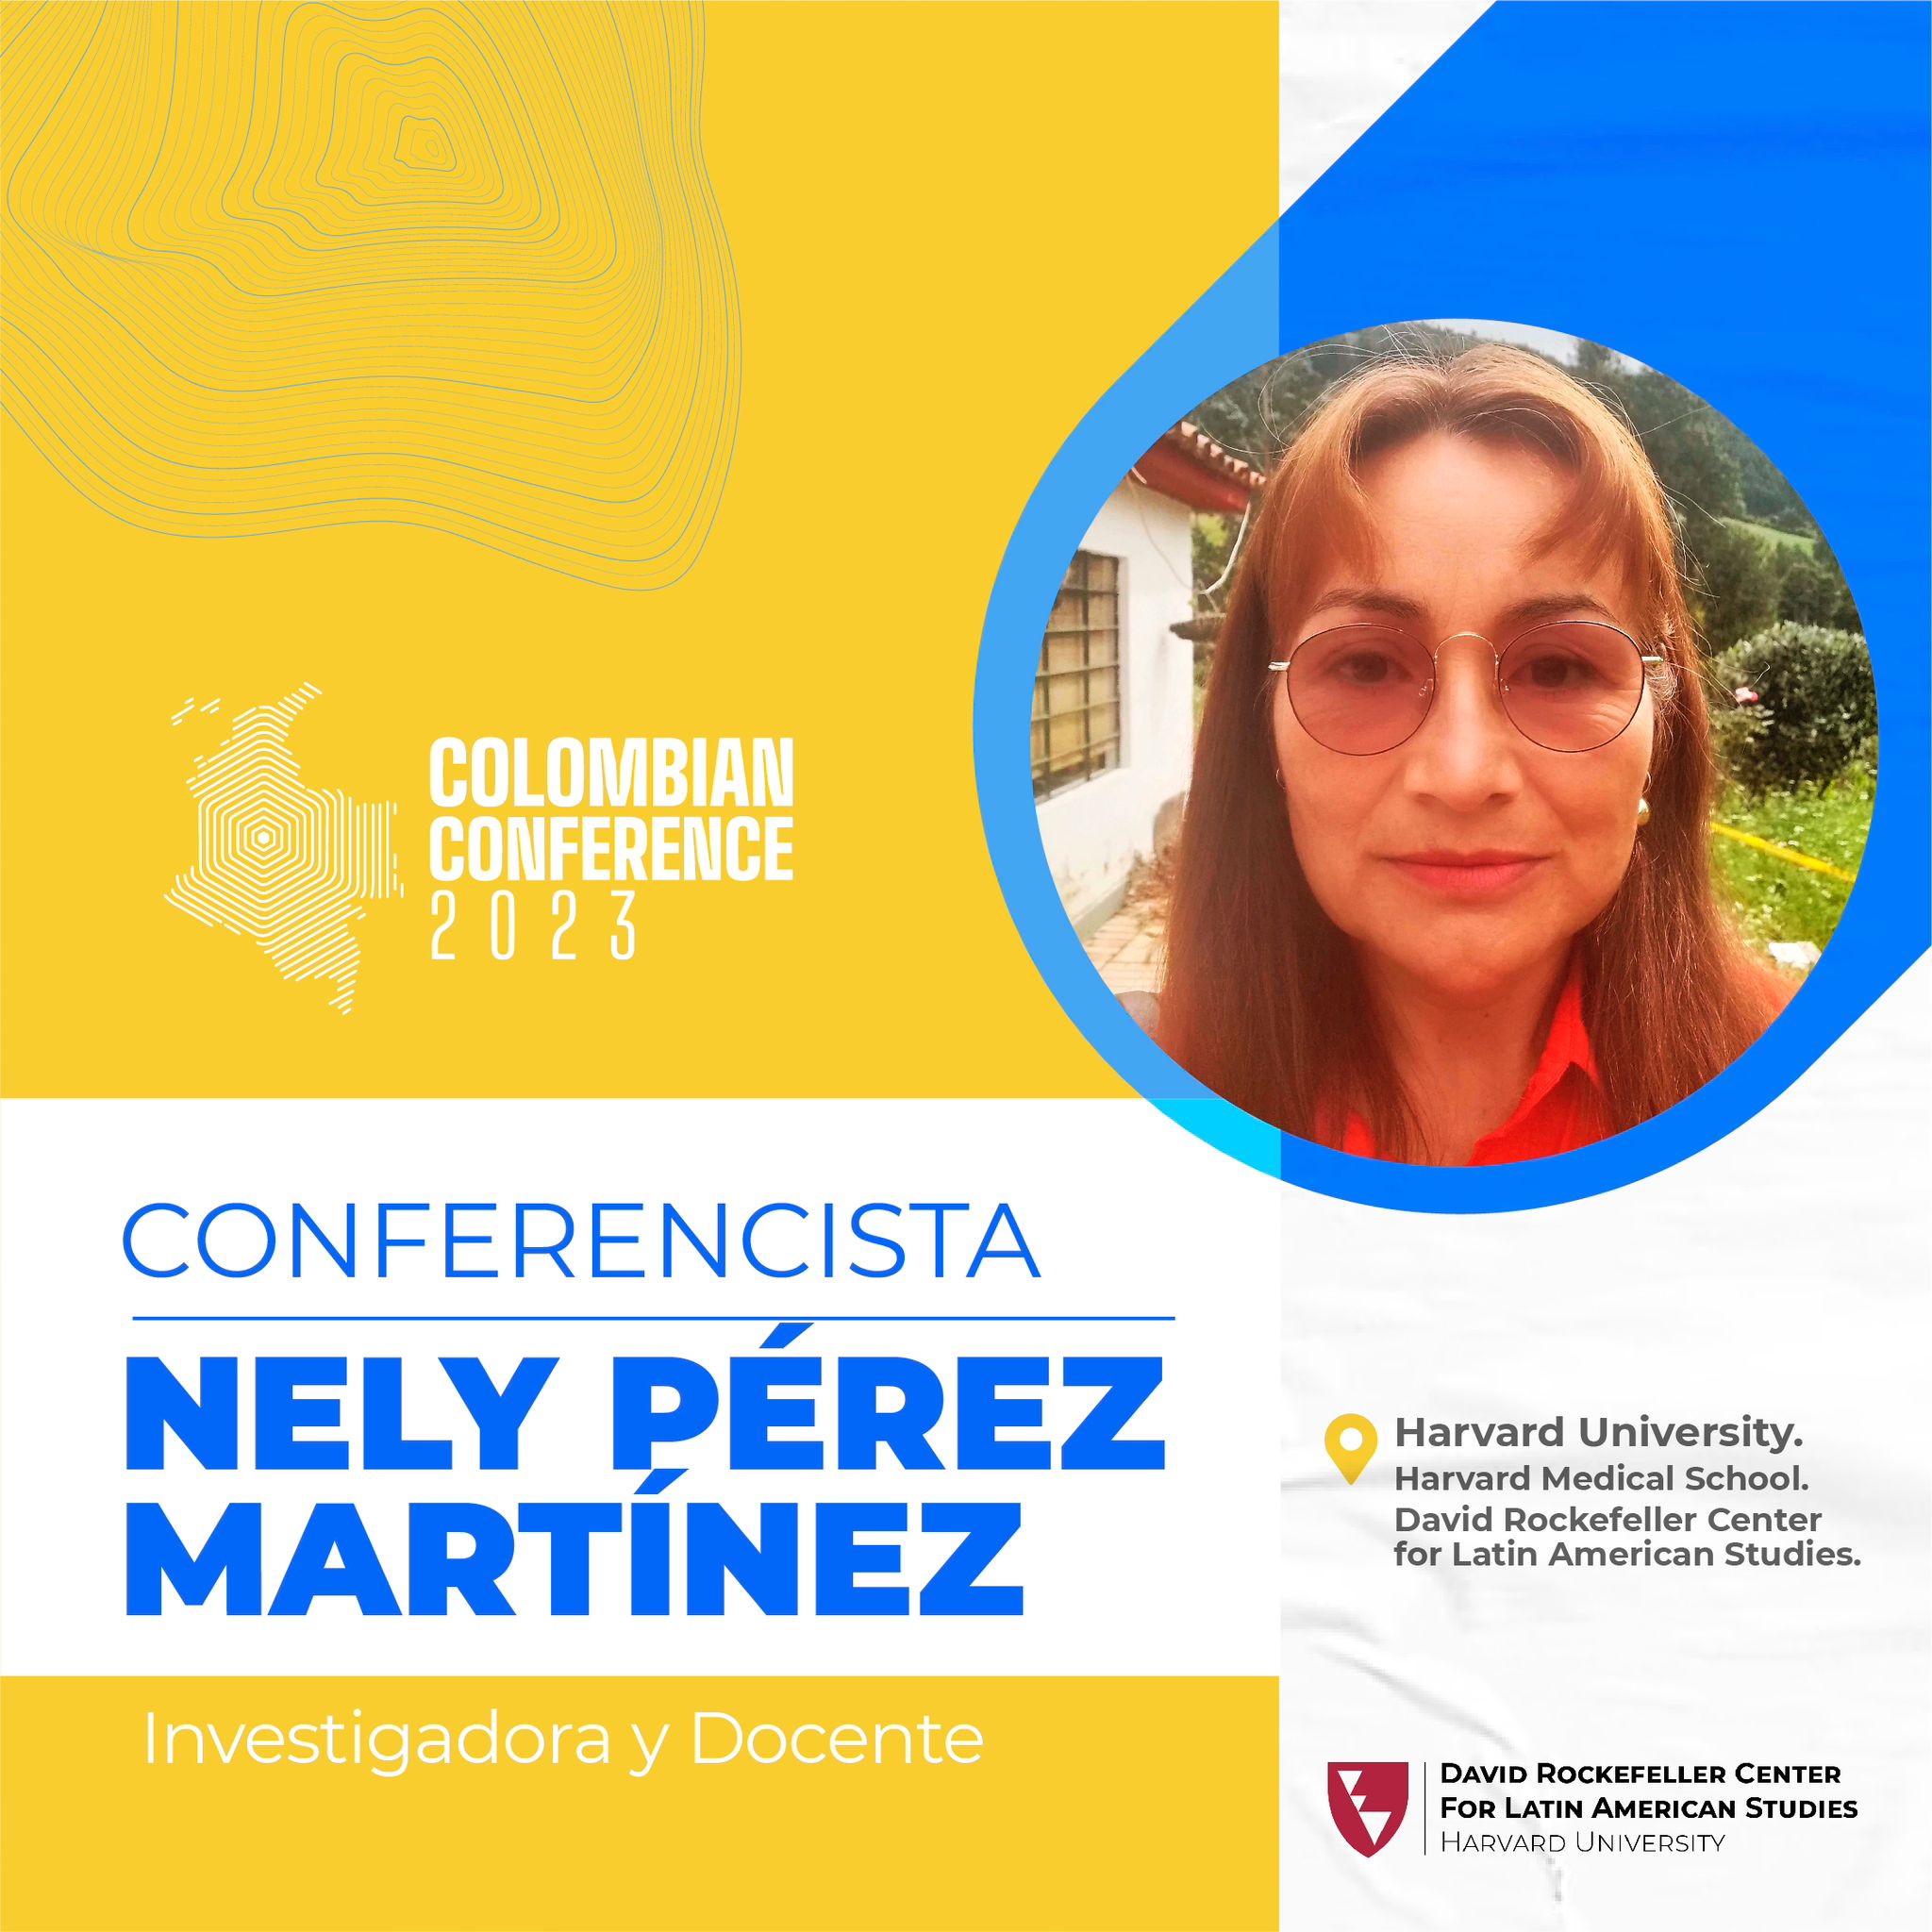 COLOMBIAN
CONFERENCE
2023
CONFERENCISTA
NELY PÉREZ
MARTÍNEZ
Investigadora y Docente
Harvard University.
Harvard Medical School.
David Rockefeller Center
for Latin American Studies.
DAVID ROCKEFELLER CENTER
FOR LATIN AMERICAN STUDIES
HARVARD UNIVERSITY